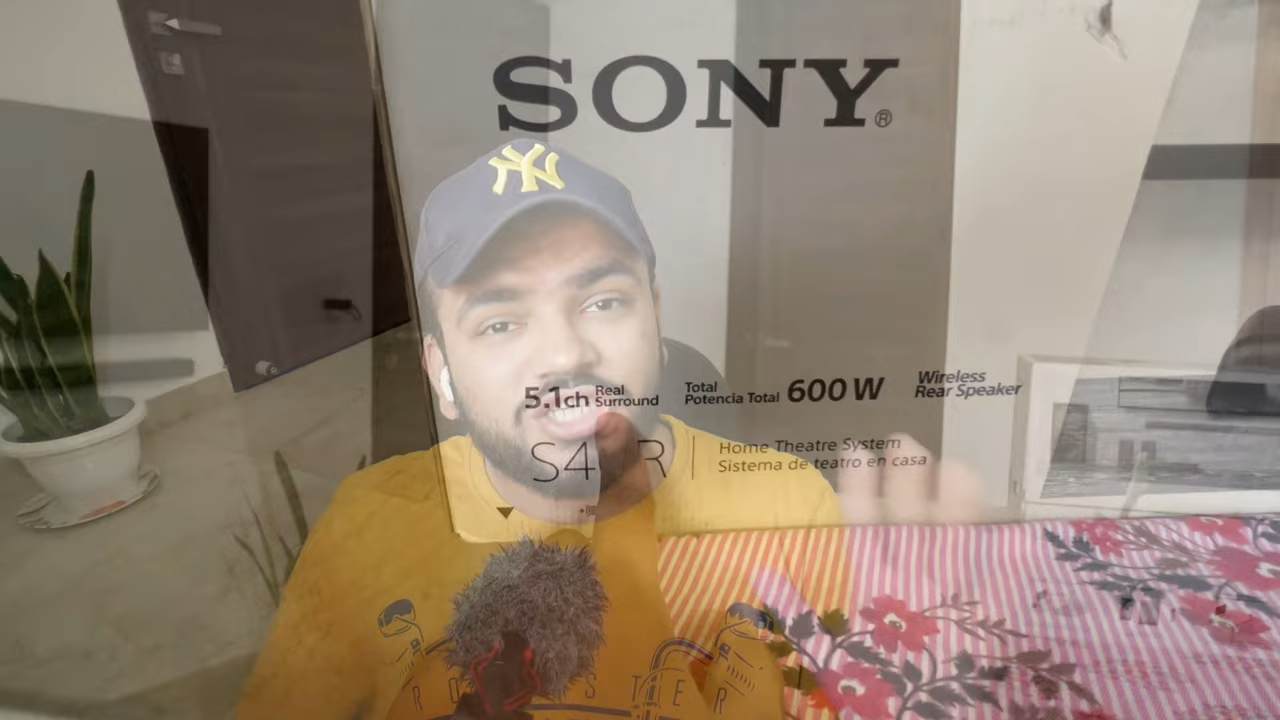 SONY®
NY
5.1ch Real Surround
Total
Potencia Total 600 W
Wireless
Rear Speaker
Home Theatre System
Sistema de teatro en casa